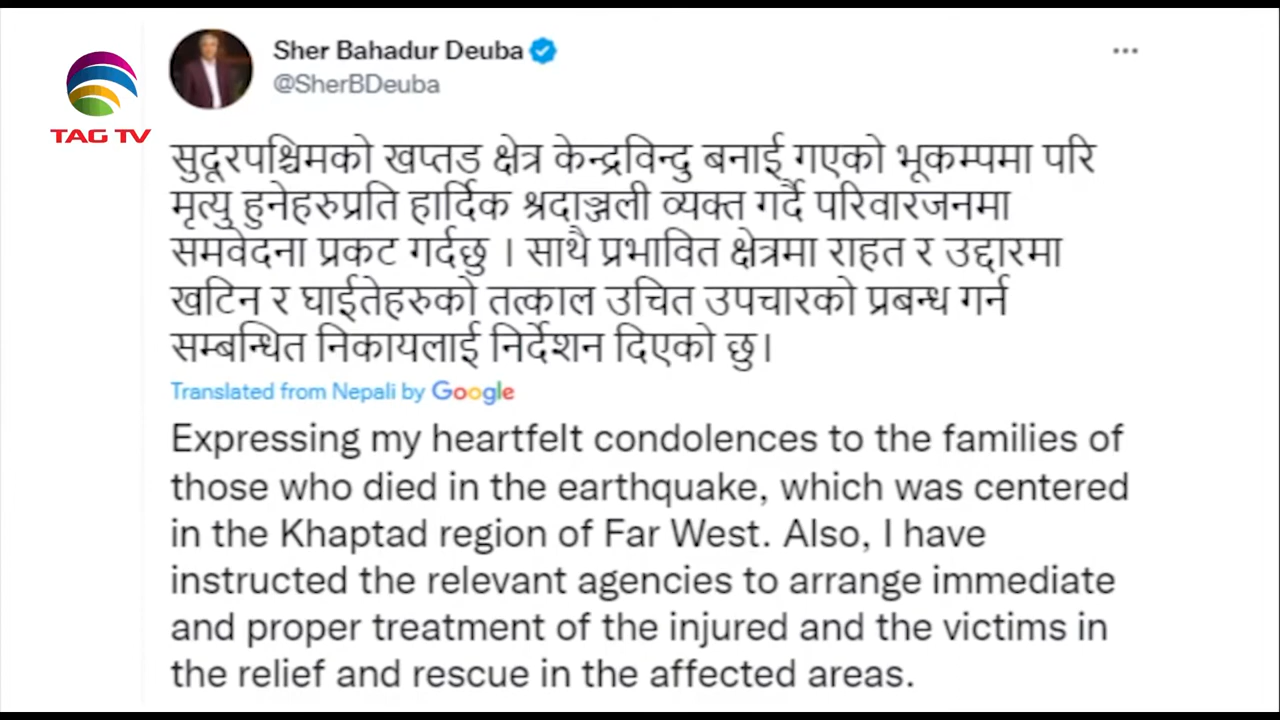 TAG TV
Sher Bahadur Deuba
@SherBDeuba
सुदूरपश्चिमको खप्तड क्षेत्र केन्द्रविन्दु बनाई गएको भूकम्पमा परि
मृत्यु हुनेहरुप्रति हार्दिक श्रदाञ्जली व्यक्त गर्दै परिवारजनमा
समवेदना प्रकट गर्दछु । साथै प्रभावित क्षेत्रमा राहत र उद्दारमा
खटिन र घाईतेहरुको तत्काल उचित उपचारको प्रबन्ध गर्न
सम्बन्धित निकायलाई निर्देशन दिएको छु।
Translated from Nepali by Google
Expressing my heartfelt condolences to the families of
those who died in the earthquake, which was centered
in the Khaptad region of Far West. Also, I have
instructed the relevant agencies to arrange immediate
and proper treatment of the injured and the victims in
the relief and rescue in the affected areas.